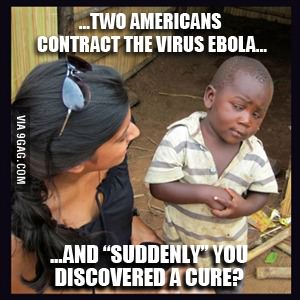 ...TWO AMERICANS
CONTRACT THE VIRUS EBOLA...
VIA 9GAG.COM
...AND “SUDDENLY” YOU
DISCOVERED A CURE?